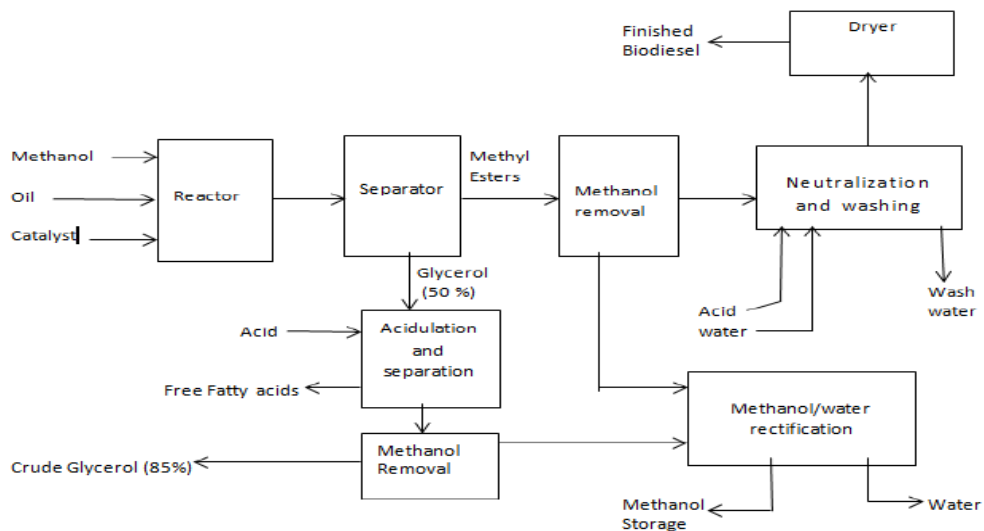 Finished
Biodiesel
Dryer
Methanol
Oil
Catalyst
Reactor
Separator
Methyl
Esters
Methanol
removal
Neutralization
and washing
Glycerol
(50 %)
Acid
water
Wash
water
Acid
Acidulation
and
separation
Free Fatty acids
Methanol/water
rectification
Methanol
Removal
Crude Glycerol (85%)
Methanol
Storage
Water